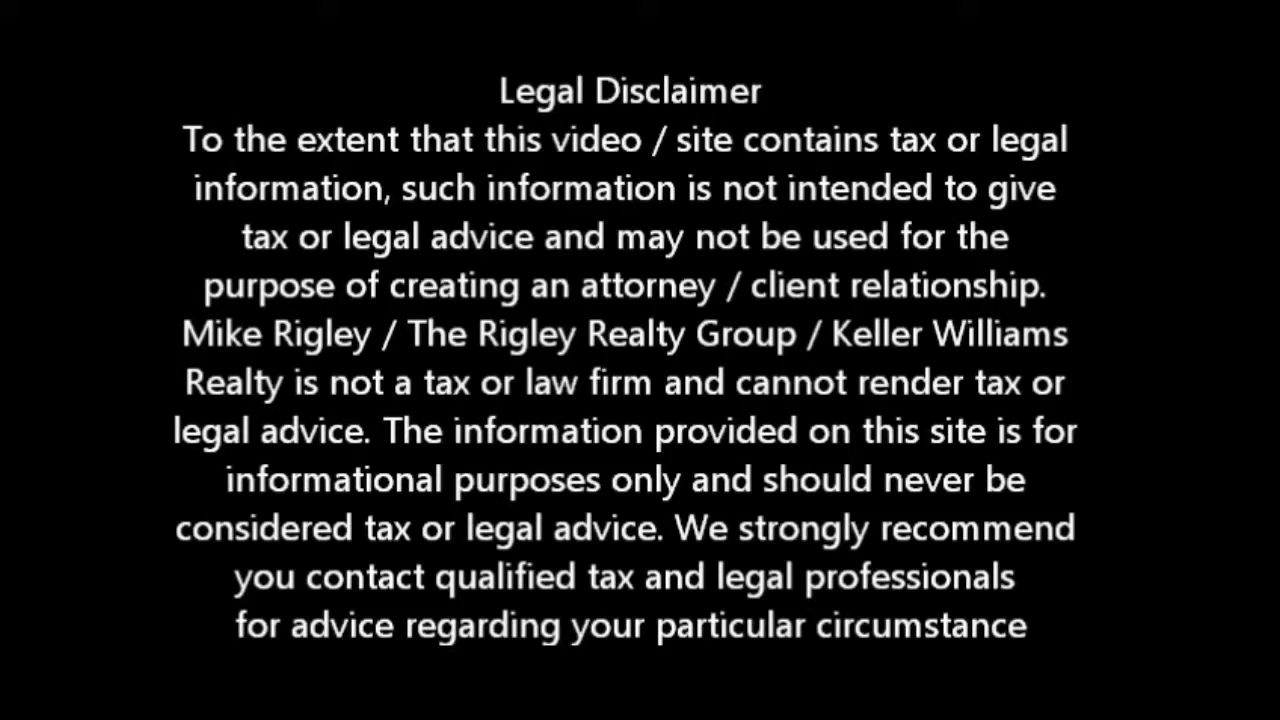 Legal Disclaimer
To the extent that this video / site contains tax or legal
information, such information is not intended to give
tax or legal advice and may not be used for the
purpose of creating an attorney / client relationship.
Mike Rigley / The Rigley Realty Group / Keller Williams
Realty is not a tax or law firm and cannot render tax or
legal advice. The information provided on this site is for
informational purposes only and should never be
considered tax or legal advice. We strongly recommend
you contact qualified tax and legal professionals
for advice regarding your particular circumstance